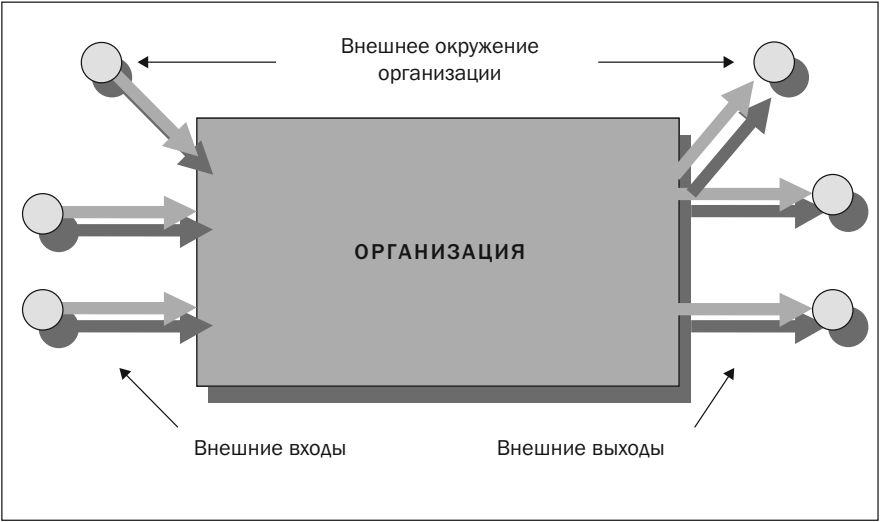 Внешнее окружение
организации
ОРГАНИЗАЦИЯ
Внешние входы
Внешние выходы